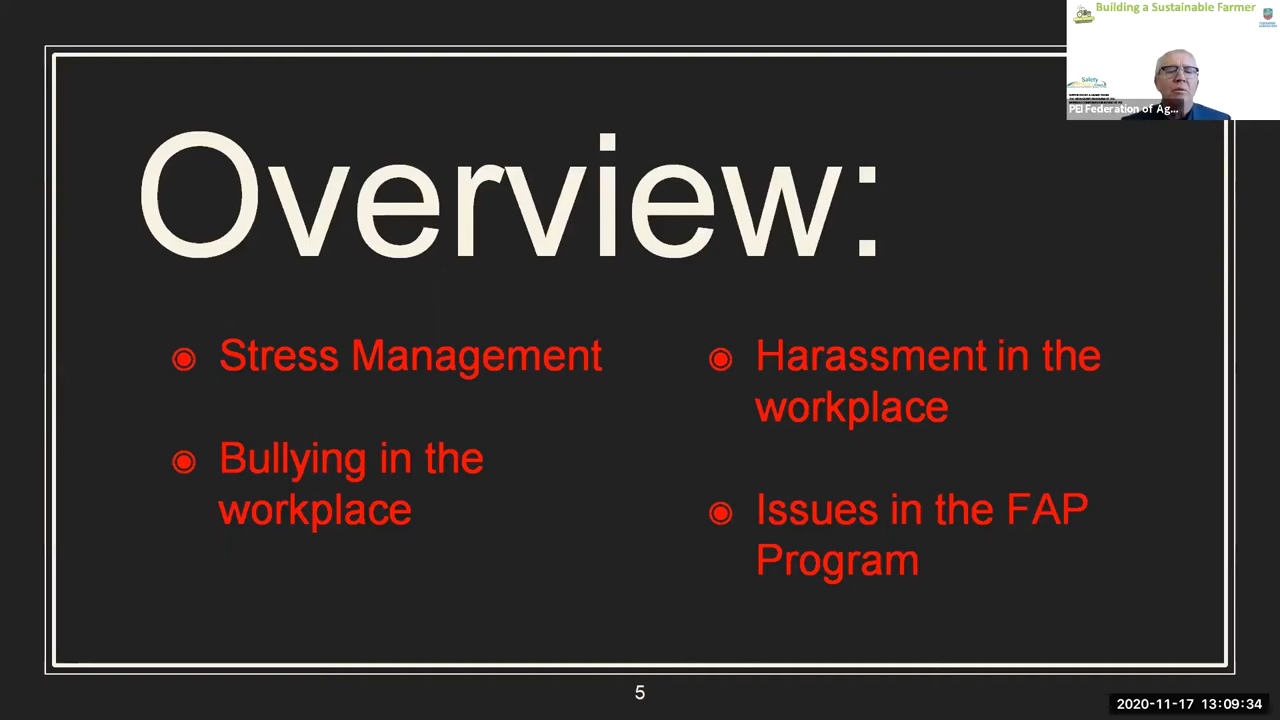 Building a Sustainable Farmer
Safety
PEI Federation of Ag...
Overview:
Stress Management
Bullying in the
workplace
Harassment in the
workplace
Issues in the FAP
Program
5
2020-11-17 13:09:34